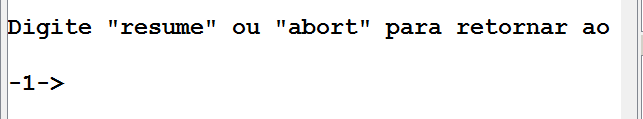 Digite "resume" ou "abort" para retornar ao
-1->